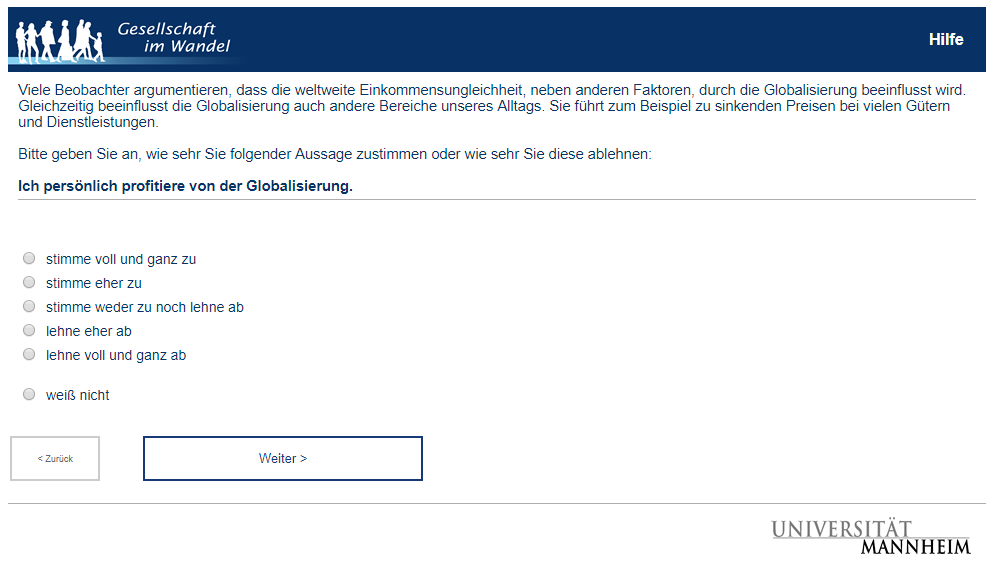 Gesellschaft
im Wandel
Hilfe
Viele Beobachter argumentieren, dass die weltweite Einkommensungleichheit, neben anderen Faktoren, durch die Globalisierung beeinflusst wird.
Gleichzeitig beeinflusst die Globalisierung auch andere Bereiche unseres Alltags. Sie führt zum Beispiel zu sinkenden Preisen bei vielen Gütern
und Dienstleistungen.
Bitte geben Sie an, wie sehr Sie folgender Aussage zustimmen oder wie sehr Sie diese ablehnen:
Ich persönlich profitiere von der Globalisierung.
stimme voll und ganz zu
stimme eher zu
stimme weder zu noch lehne ab
lehne eher ab
lehne voll und ganz ab
weiß nicht
< Zurück
Weiter >
UNIVERSITÄT
MANNHEIM